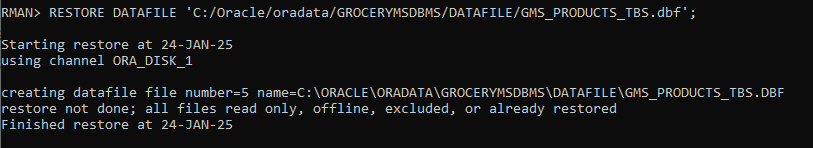 RMAN> RESTORE DATAFILE 'C:/Oracle/oradata/GROCERYMSDBMS/DATAFILE/GMS_PRODUCTS_TBS.dbf';
Starting restore at 24-JAN-25
using channel ORA_DISK_1
creating datafile file number=5 name=C:\ORACLE\ORADATA\GROCERYMSDBMS\DATAFILE\GMS_PRODUCTS_TBS.DBF
restore not done; all files read only, offline, excluded, or already restored
Finished restore at 24-JAN-25